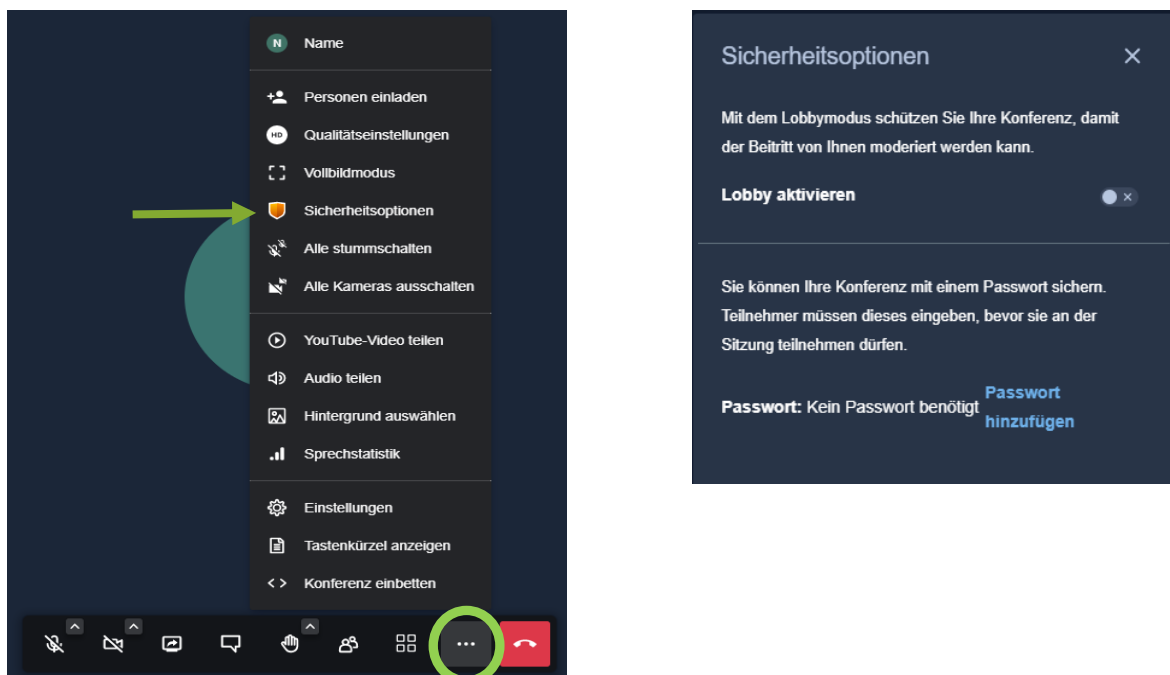 N Name
Personen einladen
HD Qualitätseinstellungen
Vollbildmodus
Sicherheitsoptionen
Alle stummschalten
Alle Kameras ausschalten
YouTube-Video teilen
Audio teilen
Hintergrund auswählen
Sprechstatistik
Einstellungen
Tastenkürzel anzeigen
Konferenz einbetten
Sicherheitsoptionen
Mit dem Lobbymodus schützen Sie Ihre Konferenz, damit
der Beitritt von Ihnen moderiert werden kann.
Lobby aktivieren
Sie können Ihre Konferenz mit einem Passwort sichern.
Teilnehmer müssen dieses eingeben, bevor sie an der
Sitzung teilnehmen dürfen.
Passwort: Kein Passwort benötigt
Passwort
hinzufügen